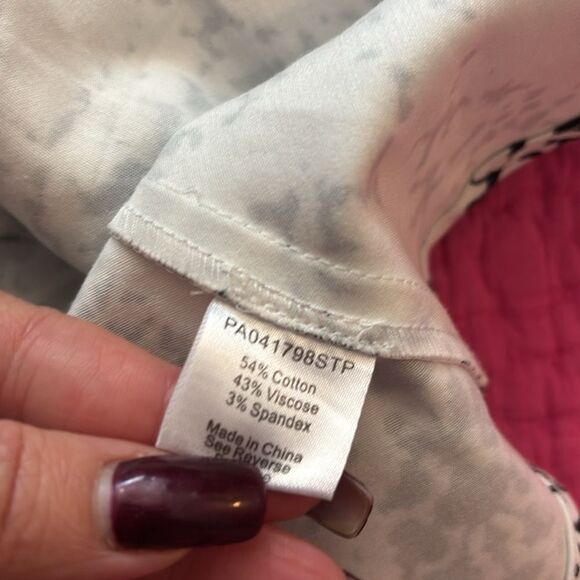 PA041798STP
54% Cotton
43% Viscose
3% Spandex
Made in China
See Reverse